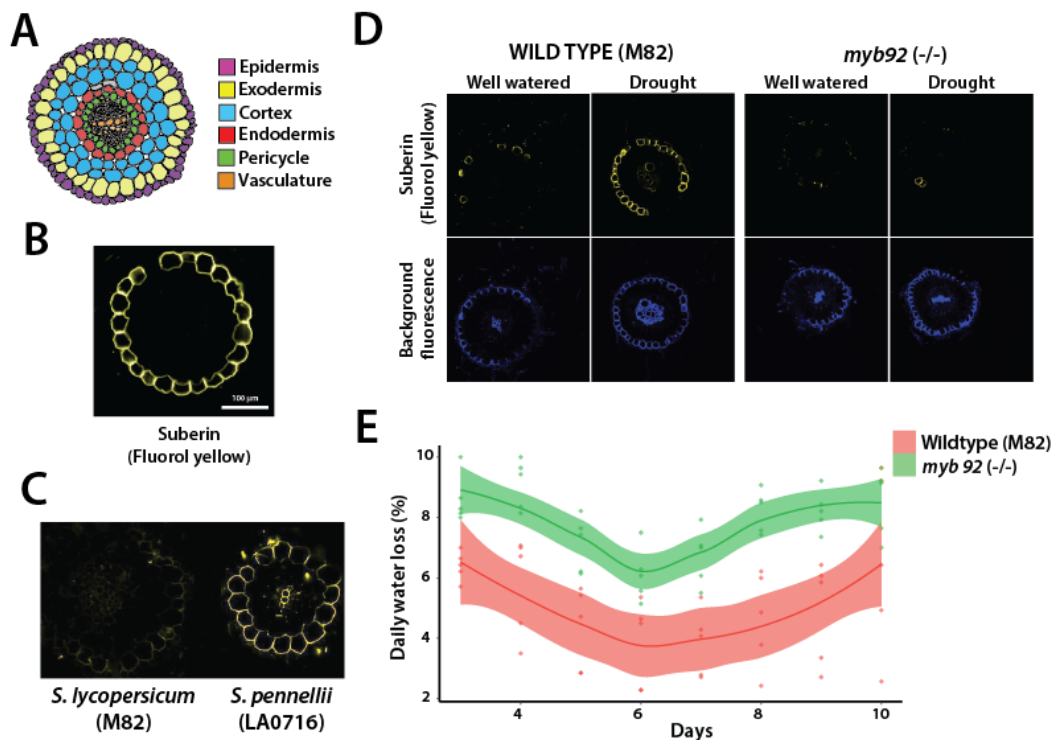 A
Epidermis
Exodermis
Cortex
Endodermis
Pericycle
Vasculature
B
100 µm
Suberin
(Fluorol yellow)
C
S. lycopersicum
(M82)
S. pennellii
(LA0716)
D
WILD TYPE (M82)
myb92 (-/-)
Well watered
Drought
Well watered
Drought
Suberin
(Fluorol yellow)
Background
fluorescence
E
Wildtype (M82)
myb 92 (-/-)
Daily water loss (%)
10
8
6
4
2
4
6
8
10
Days